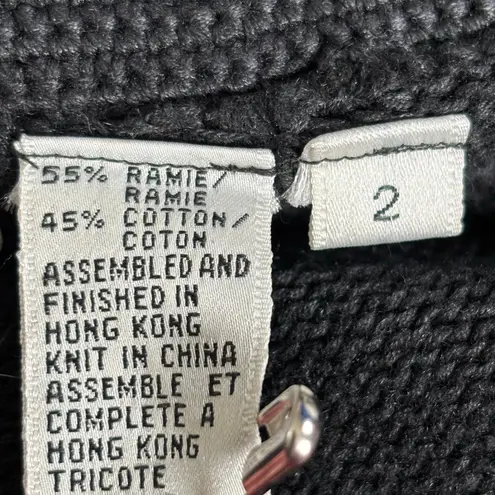 55% RAMIE/
RAMIE
45% COTTON/
COTON
ASSEMBLED AND
FINISHED IN
HONG KONG
KNIT IN CHINA
ASSEMBLE ET
COMPLETE A
HONG KONG
TRICOTE
2